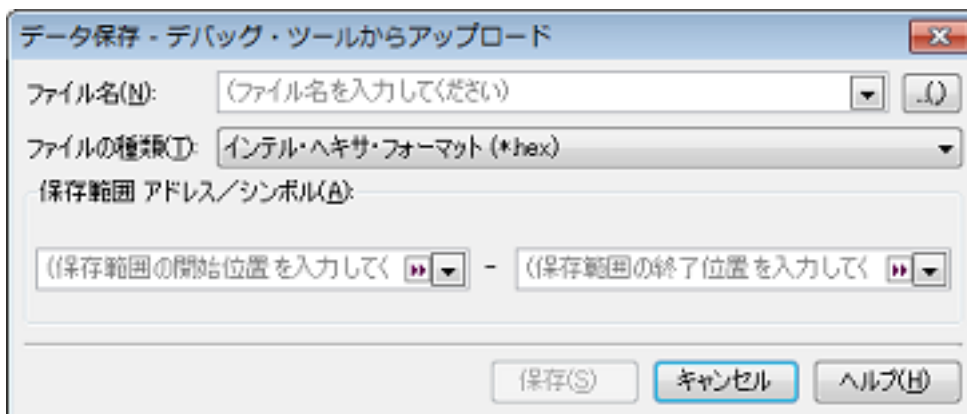 データ保存 - デバッグ・ツールからアップロード
ファイル名(N): (ファイル名を入力してください) ...()
ファイルの種類(T): インテル・ヘキサ・フォーマット (*.hex)
保存範囲 アドレス／シンボル(A):
((保存範囲の開始位置を入力してく - ((保存範囲の終了位置を入力してく
保存(S) キャンセル ヘルプ(H)